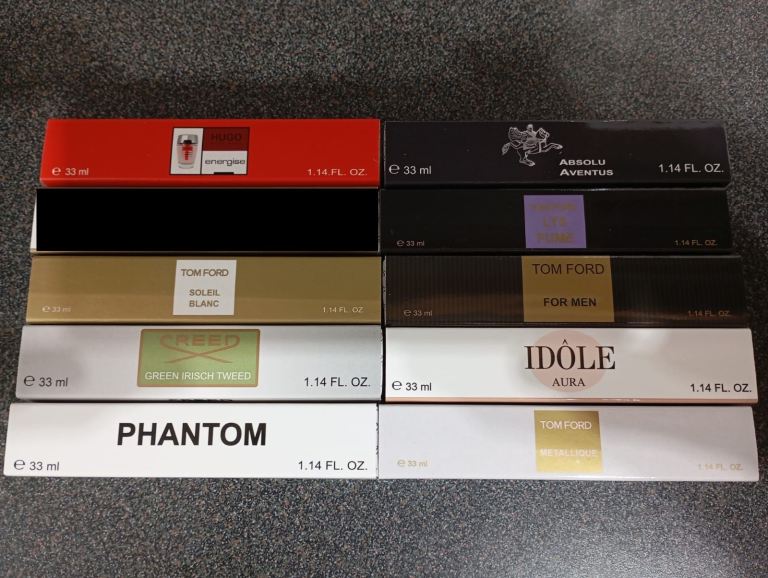 HUGO
energise
℮ 33 ml
1.14 FL. OZ.
ABSOLU
AVENTUS
℮ 33 ml
1.14 FL. OZ.
LYS
FUMÉ
℮ 33 ml
1.14 FL. OZ.
TOM FORD
SOLEIL
BLANC
℮ 33 ml
1.14 FL. OZ.
TOM FORD
FOR MEN
℮ 33 ml
1.14 FL. OZ.
CREED
GREEN IRISCH TWEED
℮ 33 ml
1.14 FL. OZ.
IDÔLE
AURA
℮ 33 ml
1.14 FL. OZ.
PHANTOM
℮ 33 ml
1.14 FL. OZ.
TOM FORD
METALLIQUE
℮ 33 ml
1.14 FL. OZ.